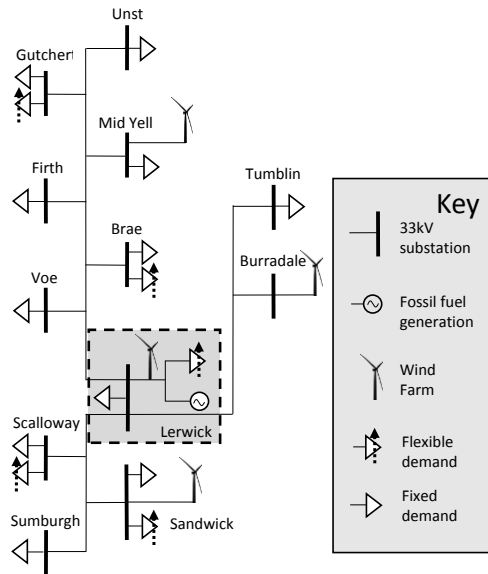 Unst
Gutcher
Mid Yell
Firth
Tumblin
Brae
Burradale
Voe
Lerwick
Scalloway
Sandwick
Sumburgh
Key
33kV
substation
Fossil fuel
generation
Wind
Farm
Flexible
demand
Fixed
demand